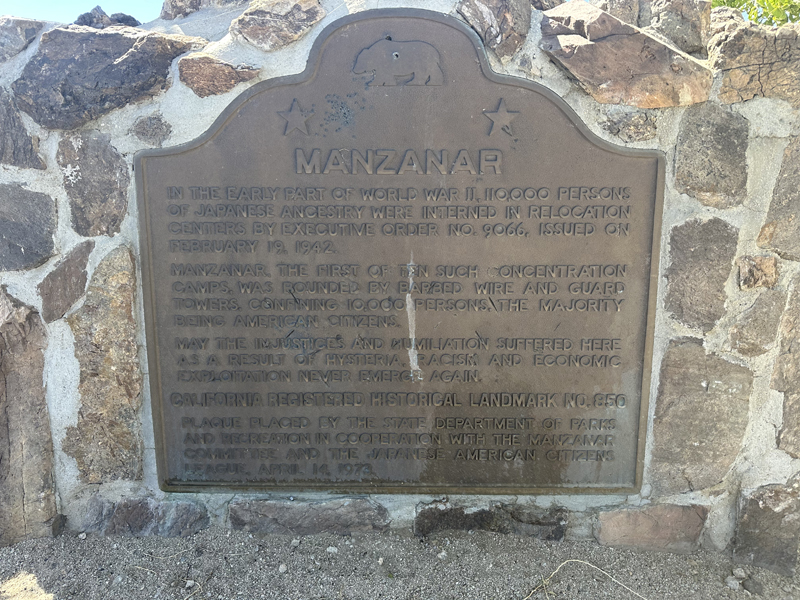 MANZANAR
IN THE EARLY PART OF WORLD WAR II, 110,000 PERSONS
OF JAPANESE ANCESTRY WERE INTERNED IN RELOCATION
CENTERS BY EXECUTIVE ORDER NO. 9066, ISSUED ON
FEBRUARY 19, 1942.
MANZANAR, THE FIRST OF TEN SUCH CONCENTRATION
CAMPS, WAS BOUNDED BY BARBED WIRE AND GUARD
TOWERS, CONFINING 10,000 PERSONS, THE MAJORITY
BEING AMERICAN CITIZENS.
MAY THE INJUSTICES AND HUMILIATION SUFFERED HERE
AS A RESULT OF HYSTERIA, RACISM AND ECONOMIC
EXPLOITATION NEVER EMERGE AGAIN.
CALIFORNIA REGISTERED HISTORICAL LANDMARK NO. 850
PLAQUE PLACED BY THE STATE DEPARTMENT OF PARKS
AND RECREATION IN COOPERATION WITH THE MANZANAR
COMMITTEE AND THE JAPANESE AMERICAN CITIZENS
LEAGUE, APRIL 14, 1973.